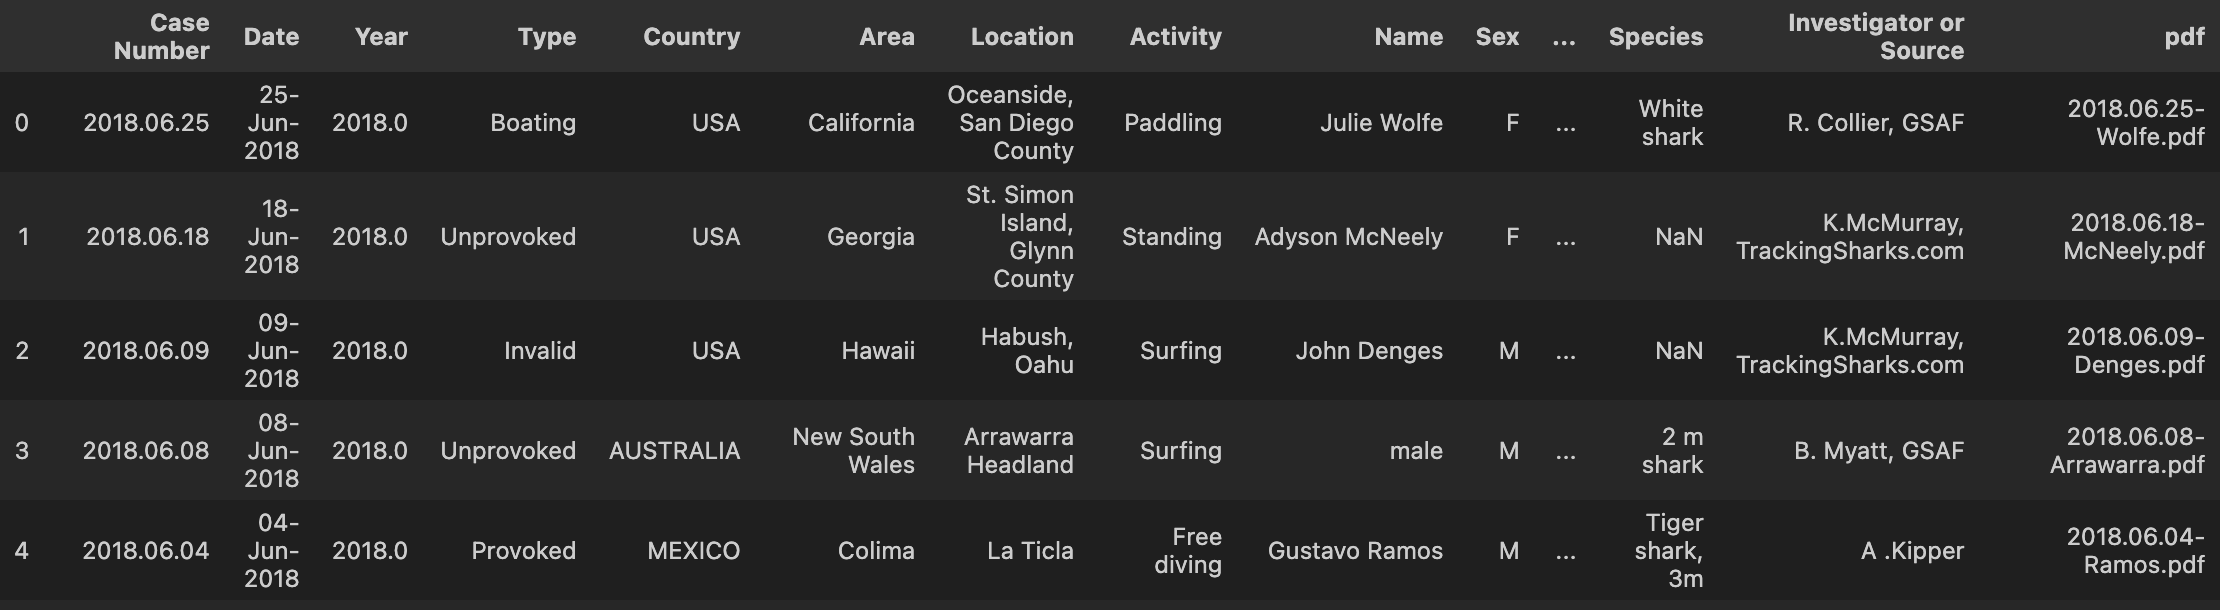 Case Number Date Year Type Country Area Location Activity Name Sex ... Species Investigator or Source pdf
0 2018.06.25 25-Jun-2018 2018.0 Boating USA California Oceanside, San Diego County Paddling Julie Wolfe F ... White shark R. Collier, GSAF 2018.06.25-Wolfe.pdf
1 2018.06.18 18-Jun-2018 2018.0 Unprovoked USA Georgia St. Simon Island, Glynn County Standing Adyson McNeely F ... NaN K.McMurray, TrackingSharks.com 2018.06.18-McNeely.pdf
2 2018.06.09 09-Jun-2018 2018.0 Invalid USA Hawaii Habush, Oahu Surfing John Denges M ... NaN K.McMurray, TrackingSharks.com 2018.06.09-Denges.pdf
3 2018.06.08 08-Jun-2018 2018.0 Unprovoked AUSTRALIA New South Wales Arrawarra Headland Surfing male M ... 2 m shark B. Myatt, GSAF 2018.06.08-Arrawarra.pdf
4 2018.06.04 04-Jun-2018 2018.0 Provoked MEXICO Colima La Ticla Free diving Gustavo Ramos M ... Tiger shark, 3m A .Kipper 2018.06.04-Ramos.pdf